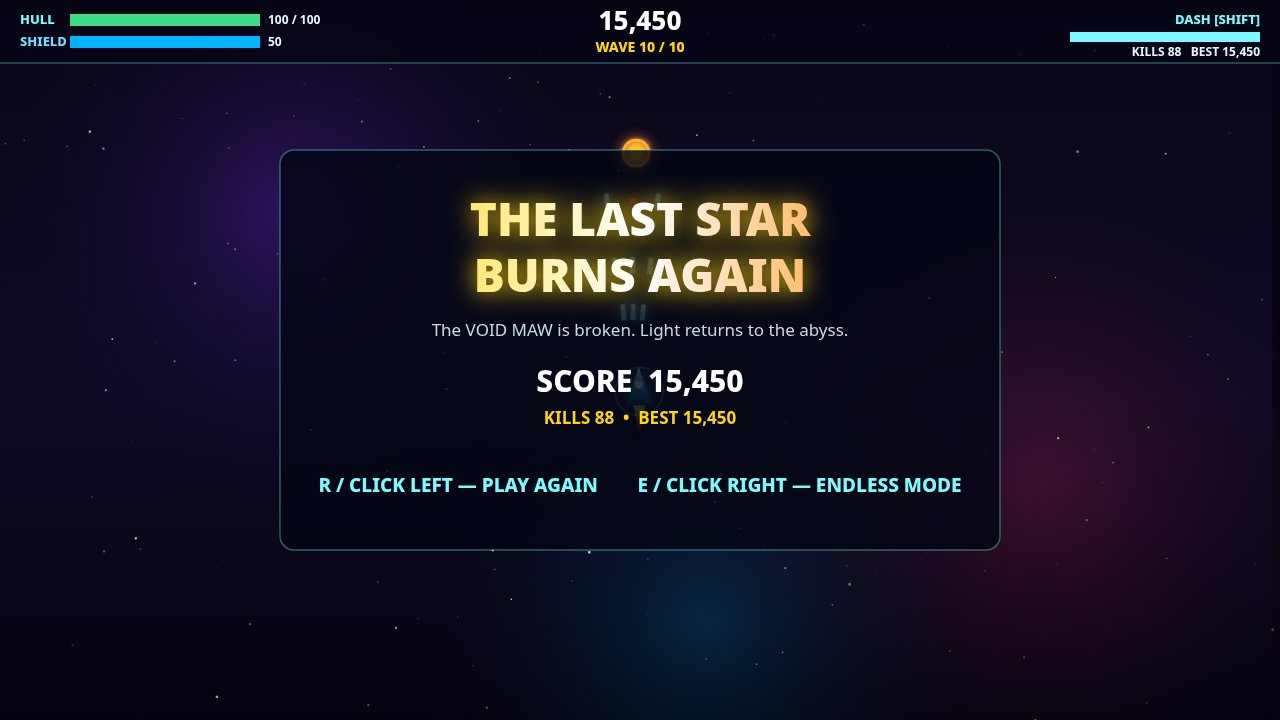 HULL 100 / 100
SHIELD 50
15,450
WAVE 10 / 10
DASH [SHIFT]
KILLS 88 BEST 15,450
THE LAST STAR
BURNS AGAIN
The VOID MAW is broken. Light returns to the abyss.
SCORE 15,450
KILLS 88 • BEST 15,450
R / CLICK LEFT — PLAY AGAIN E / CLICK RIGHT — ENDLESS MODE